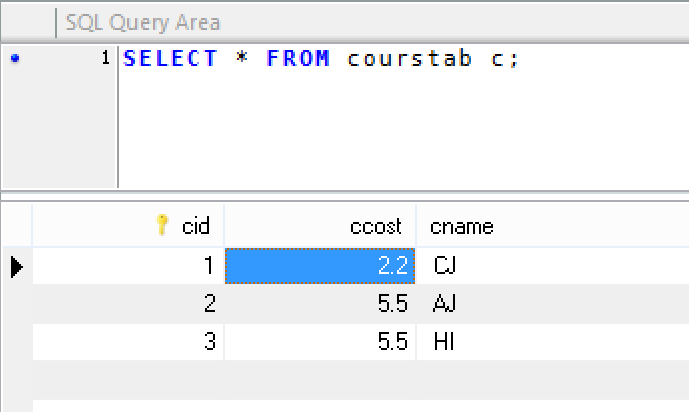 SQL Query Area
1 SELECT * FROM courstab c;
cid ccost cname
1 2.2 CJ
2 5.5 AJ
3 5.5 HI